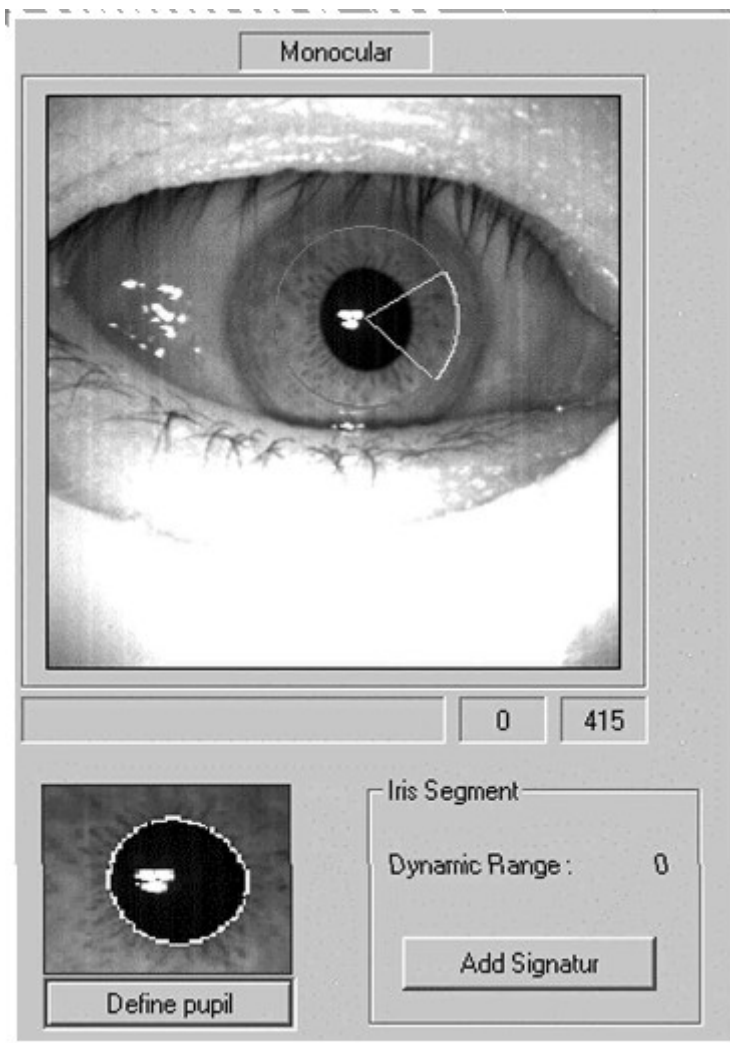 Monocular
0
415
Iris Segment
Dynamic Range : 0
Add Signatur
Define pupil